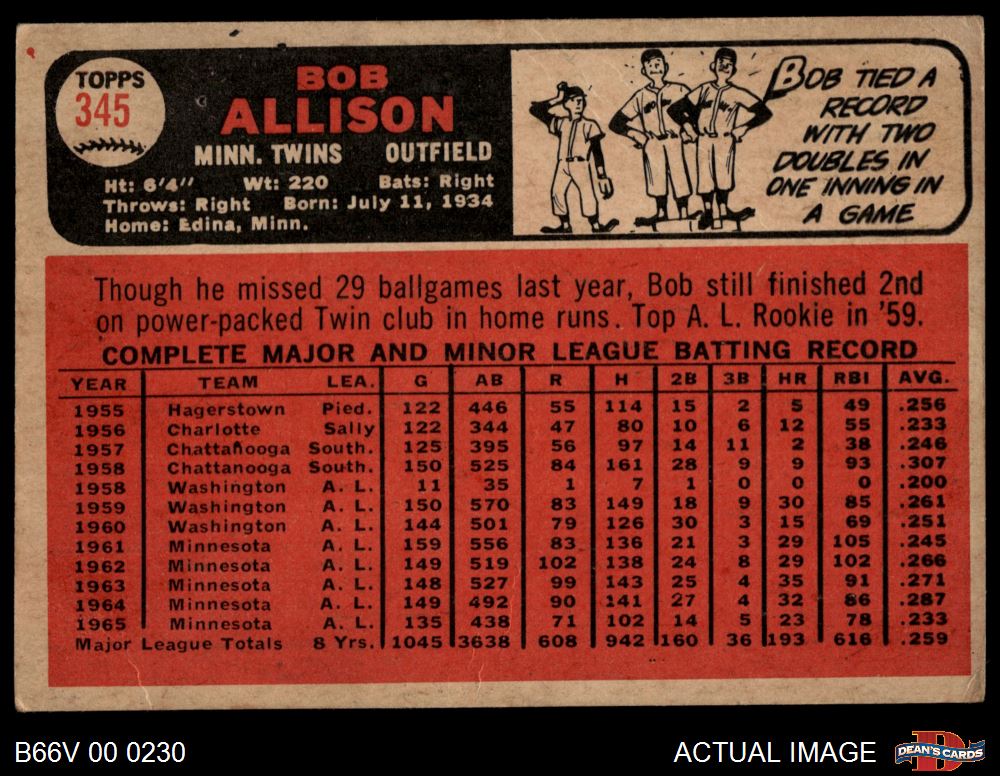 TOPPS
345
BOB
ALLISON
MINN. TWINS OUTFIELD
Ht: 6'4" Wt: 220 Bats: Right
Throws: Right Born: July 11, 1934
Home: Edina, Minn.
BOB TIED A
RECORD
WITH TWO
DOUBLES IN
ONE INNING IN
A GAME
Though he missed 29 ballgames last year, Bob still finished 2nd
on power-packed Twin club in home runs. Top A. L. Rookie in '59.
COMPLETE MAJOR AND MINOR LEAGUE BATTING RECORD
YEAR TEAM LEA. G AB R H 2B 3B HR RBI AVG.
1955 Hagerstown Pied. 122 446 55 114 15 2 5 49 .256
1956 Charlotte Sally 122 344 47 80 10 6 12 55 .233
1957 Chattanooga South. 125 395 56 97 14 11 2 38 .246
1958 Chattanooga South. 150 525 84 161 28 9 9 93 .307
1958 Washington A. L. 11 35 1 7 1 0 0 0 .200
1959 Washington A. L. 150 570 83 149 18 9 30 85 .261
1960 Washington A. L. 144 501 79 126 30 3 15 69 .251
1961 Minnesota A. L. 159 556 83 136 21 3 29 105 .245
1962 Minnesota A. L. 149 519 102 138 24 8 29 102 .266
1963 Minnesota A. L. 148 527 99 143 25 4 35 91 .271
1964 Minnesota A. L. 149 492 90 141 27 4 32 86 .287
1965 Minnesota A. L. 135 438 71 102 14 5 23 78 .233
Major League Totals 8 Yrs. 1045 3638 608 942 160 36 193 616 .259
B66V 00 0230
ACTUAL IMAGE
DEAN'S CARDS